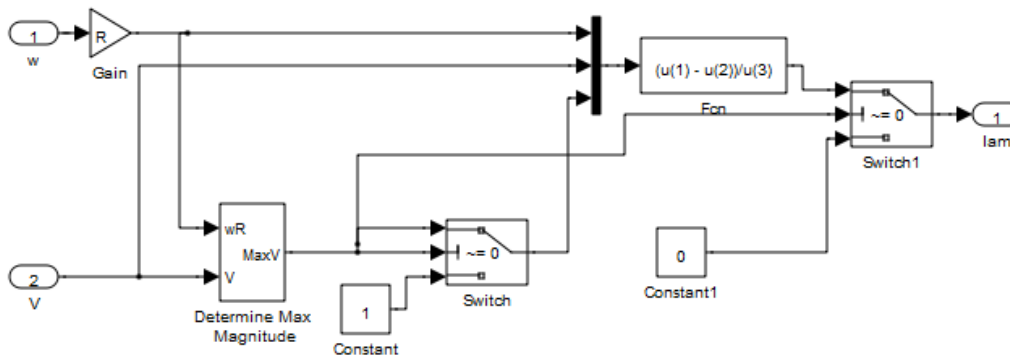 1
w
R
Gain
(u(1) - u(2))/u(3)
Fcn
~= 0
Switch1
1
lam
wR
MaxV
V
Determine Max
Magnitude
~= 0
Switch
0
Constant1
2
V
1
Constant